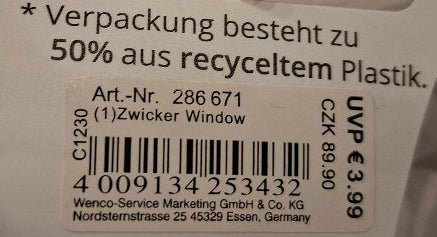 * Verpackung besteht zu
50% aus recyceltem Plastik.
Art.-Nr. 286 671
(1)Zwicker Window
C1230
4 009134 253432
Wenco-Service Marketing GmbH & Co. KG
Nordsternstrasse 25 45329 Essen, Germany
UVP € 3.99
CZK 89.90